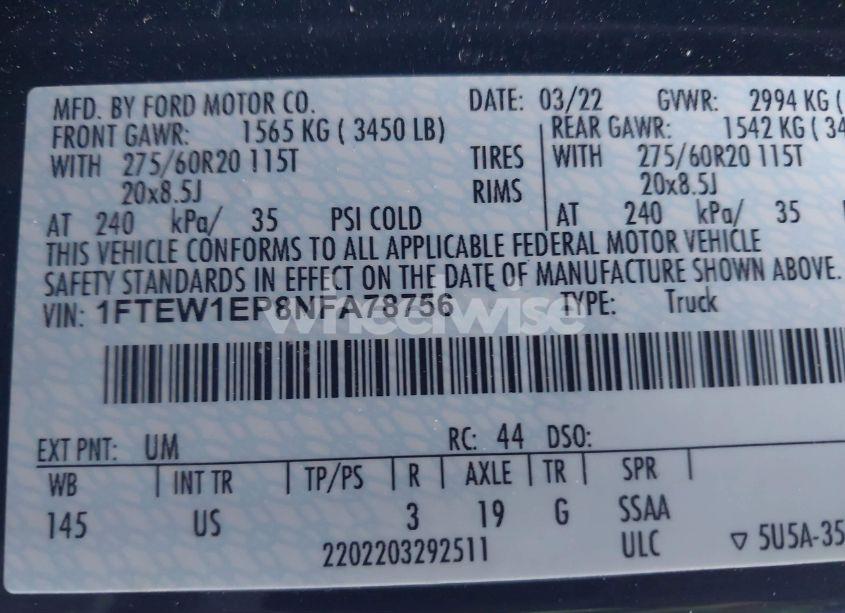 MFD. BY FORD MOTOR CO. DATE: 03/22 GVWR: 2994 KG (
FRONT GAWR: 1565 KG ( 3450 LB) REAR GAWR: 1542 KG ( 34
WITH 275/60R20 115T TIRES WITH 275/60R20 115T
20x8.5J RIMS 20x8.5J
AT 240 kPa/ 35 PSI COLD AT 240 kPa/ 35
THIS VEHICLE CONFORMS TO ALL APPLICABLE FEDERAL MOTOR VEHICLE
SAFETY STANDARDS IN EFFECT ON THE DATE OF MANUFACTURE SHOWN ABOVE.
VIN: 1FTEW1EP8NFA78756 TYPE: Truck
wheelwise
EXT PNT: UM RC: 44 DSO:
WB INT TR TP/PS R AXLE TR SPR
145 US 3 19 G SSAA
2202203292511 ULC ▽ 5U5A-35